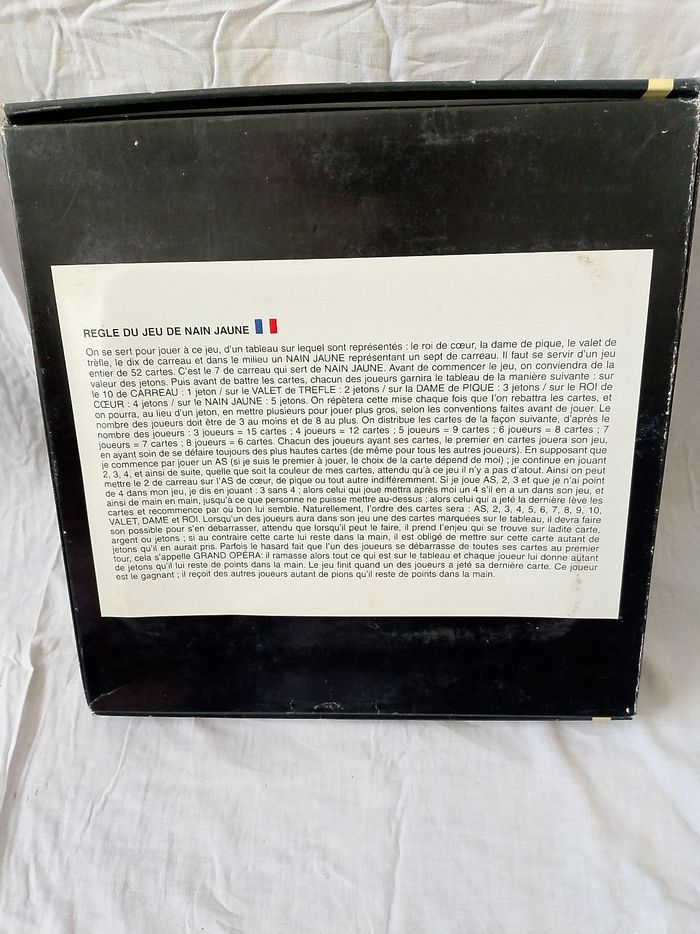 REGLE DU JEU DE NAIN JAUNE
On se sert pour jouer à ce jeu, d'un tableau sur lequel sont représentés : le roi de cœur, la dame de pique, le valet de
trèfle, le dix de carreau et dans le milieu un NAIN JAUNE représentant un sept de carreau. Il faut se servir d'un jeu
entier de 52 cartes. C'est le 7 de carreau qui sert de NAIN JAUNE. Avant de commencer le jeu, on conviendra de la
valeur des jetons. Puis avant de battre les cartes, chacun des joueurs garnira le tableau de la manière suivante : sur
le 10 de CARREAU : 1 jeton / sur le VALET de TREFLE : 2 jetons / sur la DAME de PIQUE : 3 jetons / sur le ROI de
CŒUR : 4 jetons / sur le NAIN JAUNE : 5 jetons. On répètera cette mise chaque fois que l'on rebattra les cartes, et
on pourra, au lieu d'un jeton, en mettre plusieurs pour jouer plus gros, selon les conventions faites avant de jouer. Le
nombre des joueurs doit être de 3 au moins et de 8 au plus. On distribue les cartes de la façon suivante, d'après le
nombre des joueurs : 3 joueurs = 15 cartes ; 4 joueurs = 12 cartes ; 5 joueurs = 9 cartes ; 6 joueurs = 8 cartes ; 7
joueurs = 7 cartes ; 8 joueurs = 6 cartes. Chacun des joueurs ayant ses cartes, le premier en cartes jouera son jeu,
en ayant soin de se défaire toujours des plus hautes cartes (de même pour tous les autres joueurs). En supposant que
je commence par jouer un AS (si je suis le premier à jouer, le choix de la carte dépend de moi) ; je continue en jouant
2, 3, 4, et ainsi de suite, quelle que soit la couleur de mes cartes, attendu qu'à ce jeu il n'y a pas d'atout. Ainsi on peut
mettre le 2 de carreau sur l'AS de cœur, de pique ou tout autre indifféremment. Si je joue AS, 2, 3 et que je n'ai point
de 4 dans mon jeu, je dis en jouant : 3 sans 4 ; alors celui qui joue mettra après moi un 4 s'il en a un dans son jeu, et
ainsi de main en main, jusqu'à ce que personne ne puisse mettre au-dessus ; alors celui qui a jeté la dernière lève les
cartes et recommence par où bon lui semble. Naturellement, l'ordre des cartes sera : AS, 2, 3, 4, 5, 6, 7, 8, 9, 10,
VALET, DAME et ROI. Lorsqu'un des joueurs aura dans son jeu une des cartes marquées sur le tableau, il devra faire
son possible pour s'en débarrasser, attendu que lorsqu'il peut le faire, il prend l'enjeu qui se trouve sur ladite carte,
argent ou jetons ; si au contraire cette carte lui reste dans la main, il est obligé de mettre sur cette carte autant de
jetons qu'il en aurait pris. Parfois le hasard fait que l'un des joueurs se débarrasse de toutes ses cartes au premier
tour, cela s'appelle GRAND OPÉRA: il ramasse alors tout ce qui est sur le tableau et chaque joueur lui donne autant
de jetons qu'il lui reste de points dans la main. Le jeu finit quand un des joueurs a jeté sa dernière carte. Ce joueur
est le gagnant ; il reçoit des autres joueurs autant de pions qu'il reste de points dans la main.